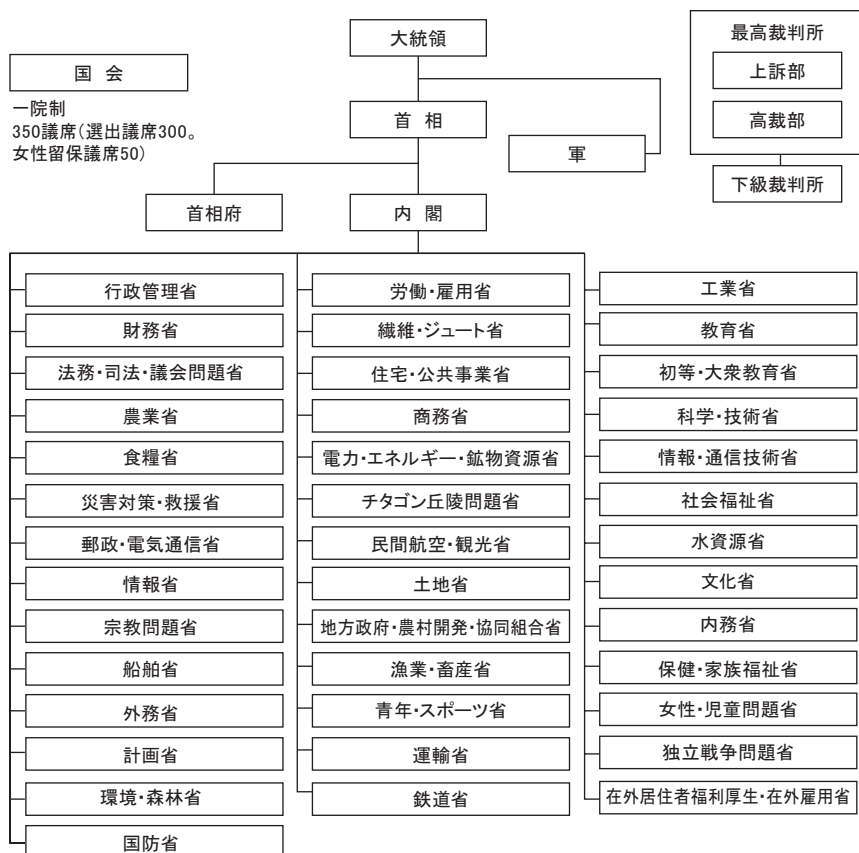 大統領
国 会
一院制
350議席(選出議席300。
女性留保議席50)
首 相
軍
首相府
内 閣
最高裁判所
上訴部
高裁部
下級裁判所
行政管理省
財務省
法務・司法・議会問題省
農業省
食糧省
災害対策・救援省
郵政・電気通信省
情報省
宗教問題省
船舶省
外務省
計画省
環境・森林省
国防省
労働・雇用省
繊維・ジュート省
住宅・公共事業省
商務省
電力・エネルギー・鉱物資源省
チタゴン丘陵問題省
民間航空・観光省
土地省
地方政府・農村開発・協同組合省
漁業・畜産省
青年・スポーツ省
運輸省
鉄道省
工業省
教育省
初等・大衆教育省
科学・技術省
情報・通信技術省
社会福祉省
水資源省
文化省
内務省
保健・家族福祉省
女性・児童問題省
独立戦争問題省
在外居住者福利厚生・在外雇用省